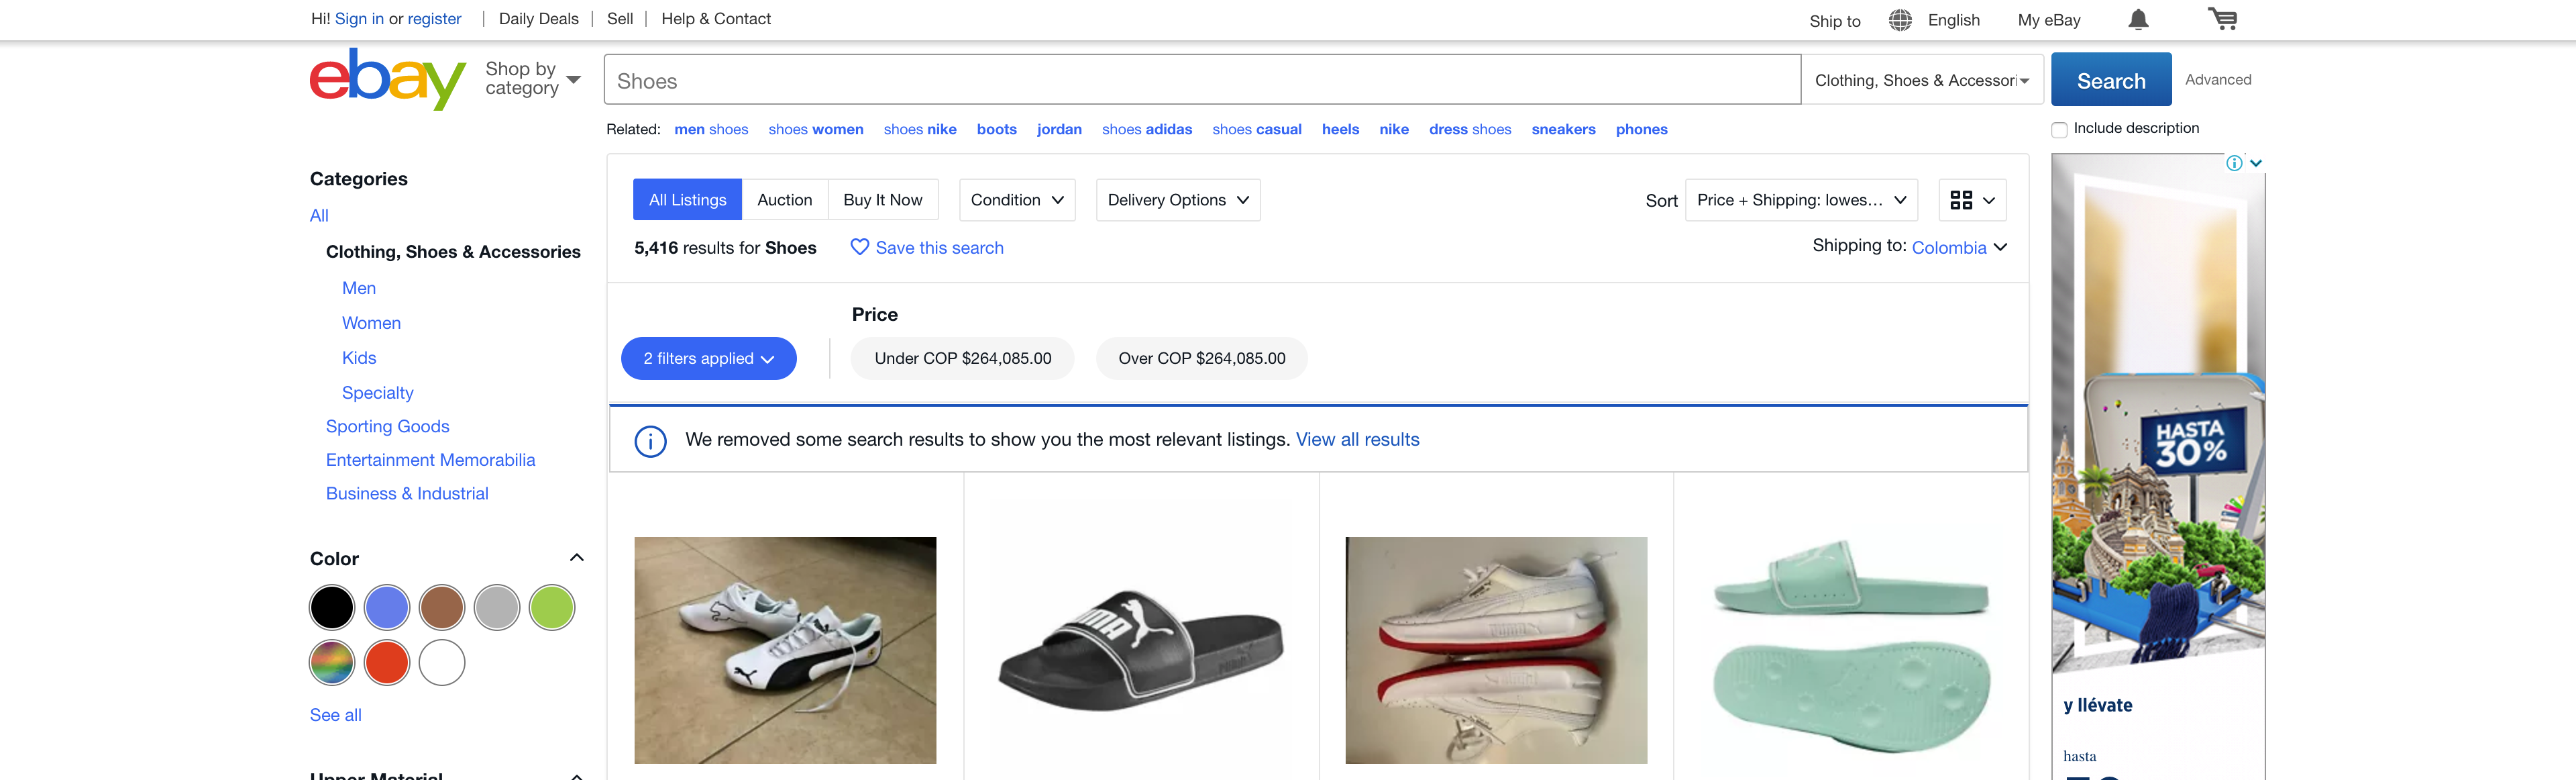 Hi! Sign in or register | Daily Deals | Sell | Help & Contact
Ship to English My eBay
ebay
Shop by
category
Shoes
Clothing, Shoes & Accessori
Search
Advanced
Related: men shoes shoes women shoes nike boots jordan shoes adidas shoes casual heels nike dress shoes sneakers phones
Include description
Categories
All
Clothing, Shoes & Accessories
Men
Women
Kids
Specialty
Sporting Goods
Entertainment Memorabilia
Business & Industrial
Color
See all
Upper Material
All Listings Auction Buy It Now Condition Delivery Options
Sort Price + Shipping: lowes...
5,416 results for Shoes Save this search
Shipping to: Colombia
Price
2 filters applied Under COP $264,085.00 Over COP $264,085.00
We removed some search results to show you the most relevant listings. View all results
HASTA
30%
y llévate
hasta